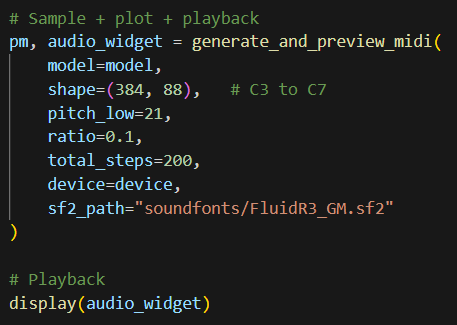 # Sample + plot + playback
pm, audio_widget = generate_and_preview_midi(
    model=model,
    shape=(384, 88),   # C3 to C7
    pitch_low=21,
    ratio=0.1,
    total_steps=200,
    device=device,
    sf2_path="soundfonts/FluidR3_GM.sf2"
)

# Playback
display(audio_widget)